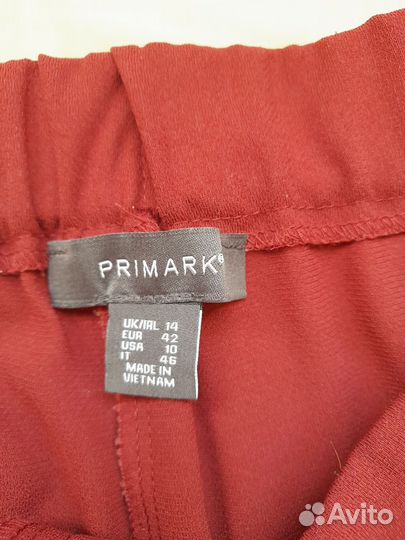 PRIMARK®
UK/IRL 14
EUR 42
USA 10
IT 46
MADE IN
VIETNAM
Avito